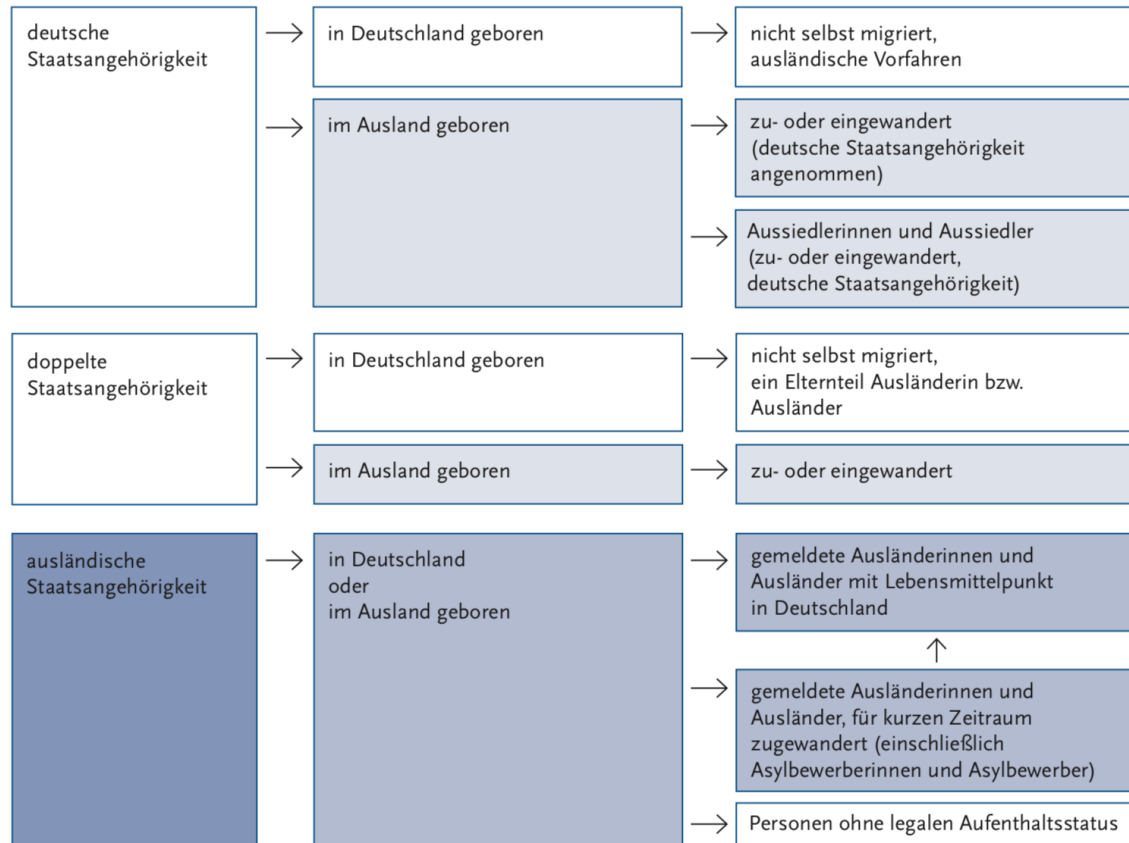 deutsche
Staatsangehörigkeit
in Deutschland geboren
nicht selbst migriert,
ausländische Vorfahren
im Ausland geboren
zu- oder eingewandert
(deutsche Staatsangehörigkeit
angenommen)
Aussiedlerinnen und Aussiedler
(zu- oder eingewandert,
deutsche Staatsangehörigkeit)
doppelte
Staatsangehörigkeit
in Deutschland geboren
nicht selbst migriert,
ein Elternteil Ausländerin bzw.
Ausländer
im Ausland geboren
zu- oder eingewandert
ausländische
Staatsangehörigkeit
in Deutschland
oder
im Ausland geboren
gemeldete Ausländerinnen und
Ausländer mit Lebensmittelpunkt
in Deutschland
gemeldete Ausländerinnen und
Ausländer, für kurzen Zeitraum
zugewandert (einschließlich
Asylbewerberinnen und Asylbewerber)
Personen ohne legalen Aufenthaltsstatus